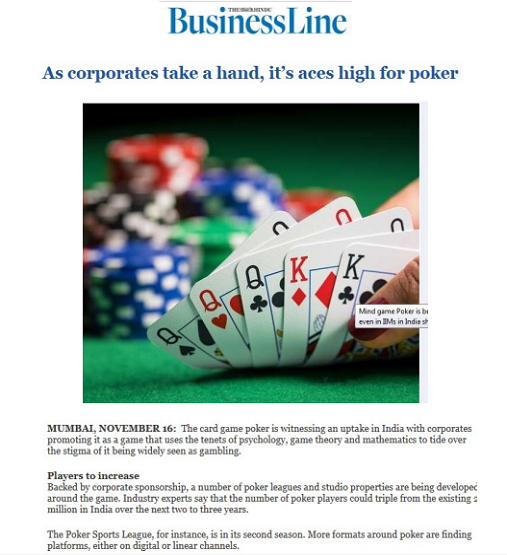 THE HINDU
BusinessLine
As corporates take a hand, it's aces high for poker
Q
Q
Q
Q
Q
K
K
Mind game Poker is be
even in IIMs in India sh
MUMBAI, NOVEMBER 16: The card game poker is witnessing an uptake in India with corporates
promoting it as a game that uses the tenets of psychology, game theory and mathematics to tide over
the stigma of it being widely seen as gambling.
Players to increase
Backed by corporate sponsorship, a number of poker leagues and studio properties are being developed
around the game. Industry experts say that the number of poker players could triple from the existing 2
million in India over the next two to three years.
The Poker Sports League, for instance, is in its second season. More formats around poker are finding
platforms, either on digital or linear channels.